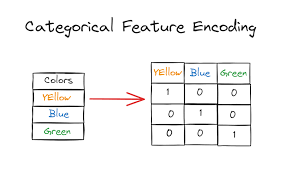 Categorical Feature Encoding
Colors
Yellow
Blue
Green
YEllow Blue Green
1 0 0
0 1 0
0 0 1